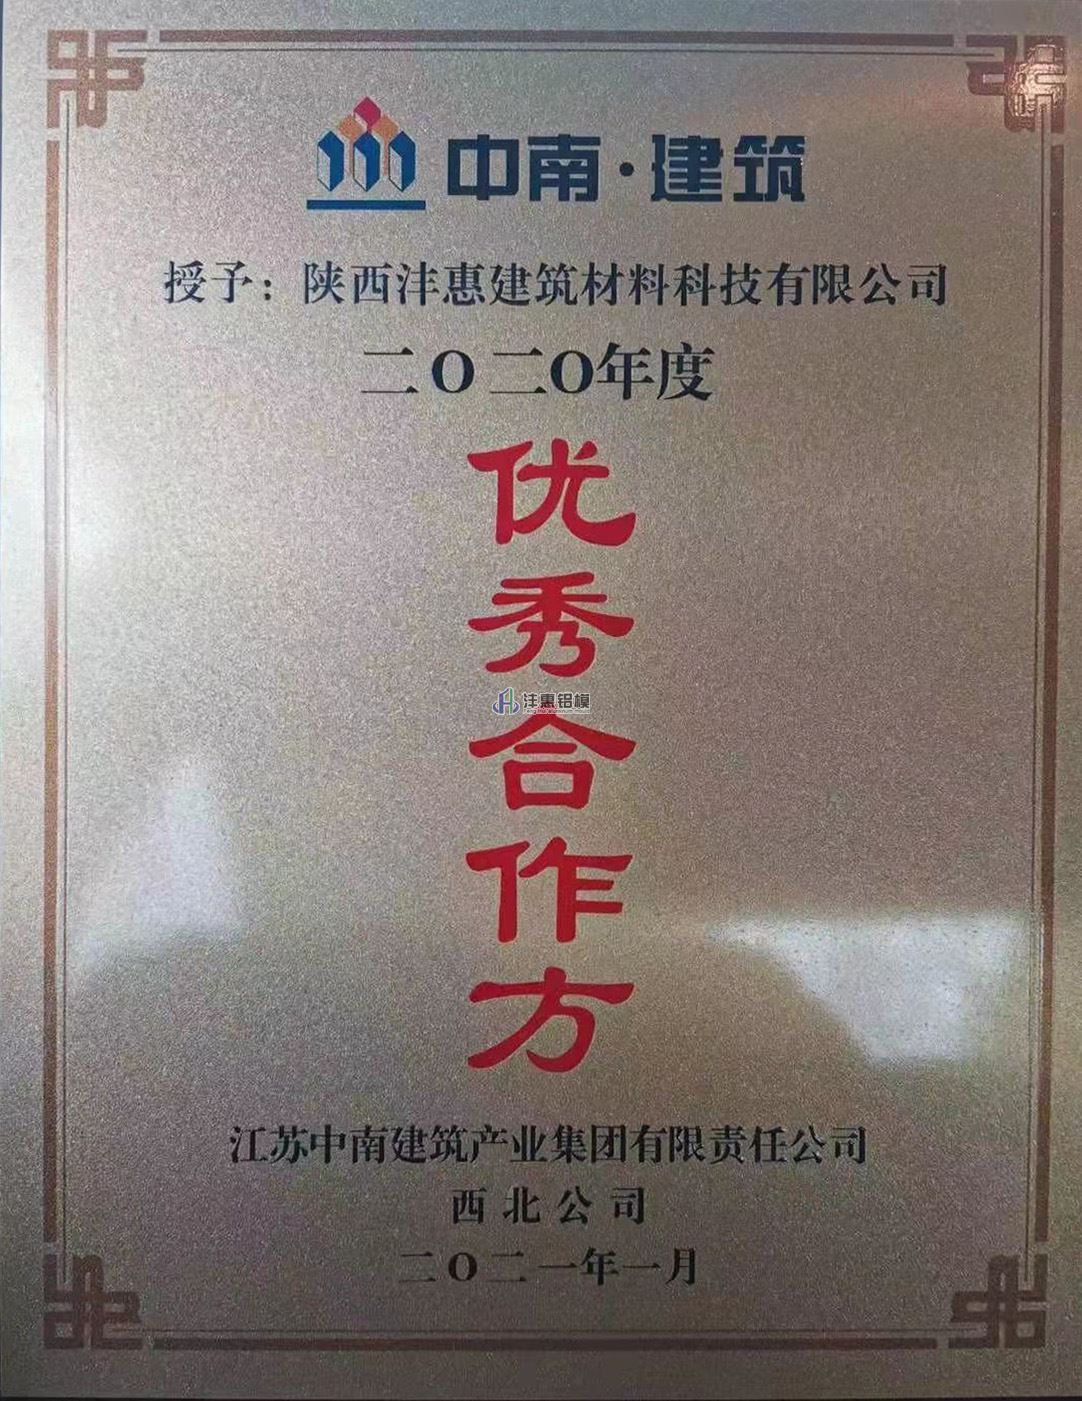 中南·建筑
授予：陕西沣惠建筑材料科技有限公司
二〇二〇年度
优
秀
沣惠铝模
合
作
方
江苏中南建筑产业集团有限责任公司
西北公司
二〇二一年一月